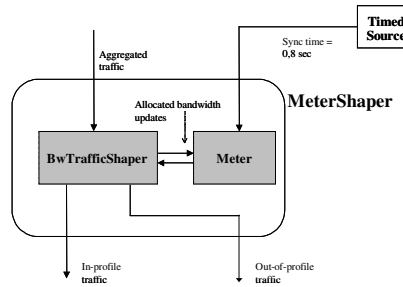 Timed
Source
Sync time =
0,8 sec
Aggregated
traffic
MeterShaper
Allocated bandwidth
updates
BwTrafficShaper
Meter
In-profile
traffic
Out-of-profile
traffic